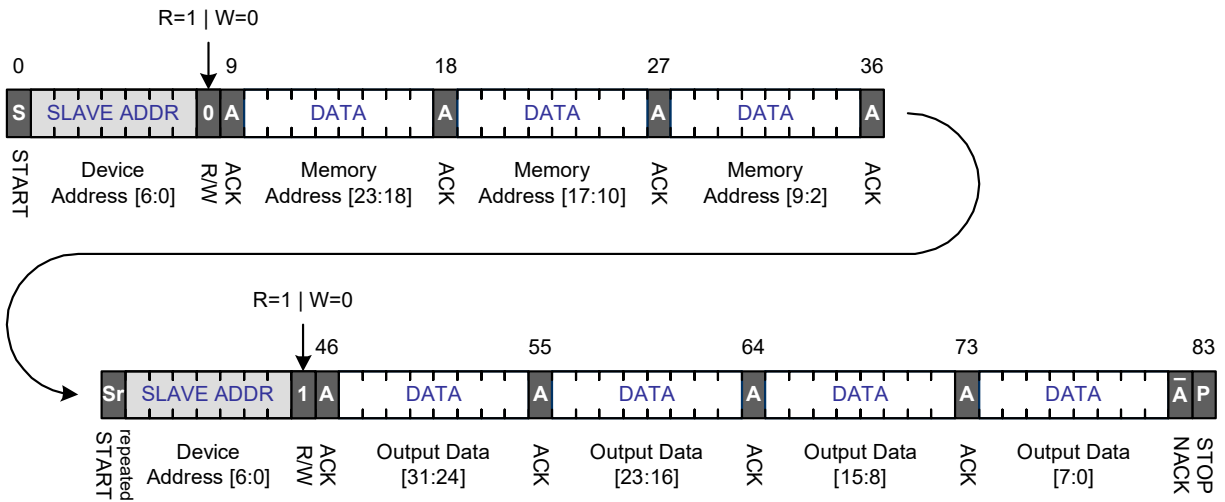 R=1 | W=0
0 9 18 27 36
S SLAVE ADDR 0 A DATA A DATA A DATA A
START Device Address [6:0] R/W ACK Memory Address [23:18] ACK Memory Address [17:10] ACK Memory Address [9:2] ACK
R=1 | W=0
46 55 64 73 83
Sr SLAVE ADDR 1 A DATA A DATA A DATA A DATA A̅ P
repeated START Device Address [6:0] R/W ACK Output Data [31:24] ACK Output Data [23:16] ACK Output Data [15:8] ACK Output Data [7:0] NACK STOP